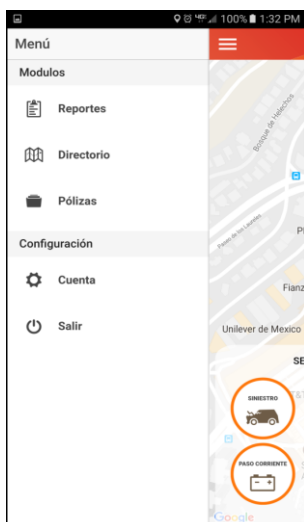 100% 1:32 PM
Menú
Modulos
Reportes
Directorio
Pólizas
Configuración
Cuenta
Salir
Bosque de Helechos
Paseo de los Laureles
Fianz
Unilever de Mexico
SE
SINIESTRO
PASO CORRIENTE
Google